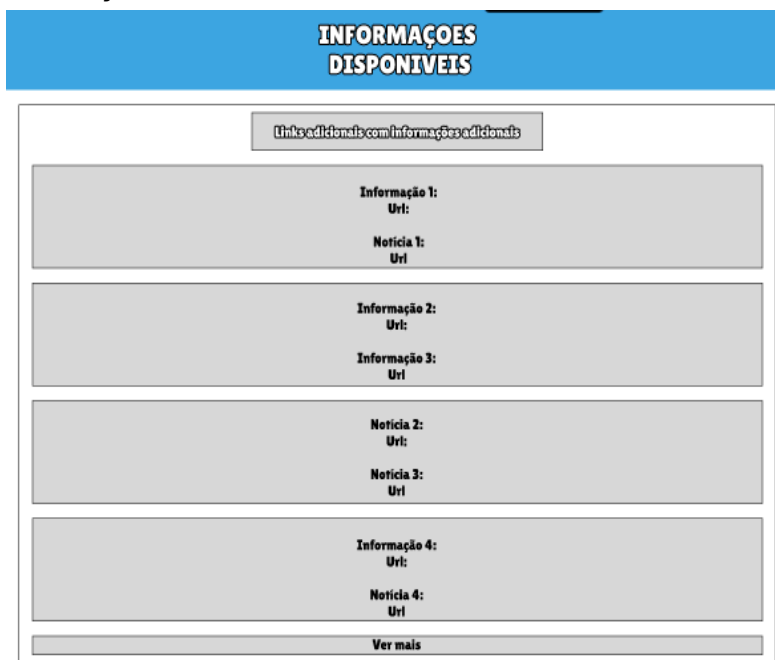 INFORMAÇOES
DISPONIVEIS
Links adicionais com Informações adicionais
Informação 1:
Url:
Noticia 1:
Url
Informação 2:
Url:
Informação 3:
Url
Noticia 2:
Url:
Noticia 3:
Url
Informação 4:
Url:
Noticia 4:
Url
Ver mais